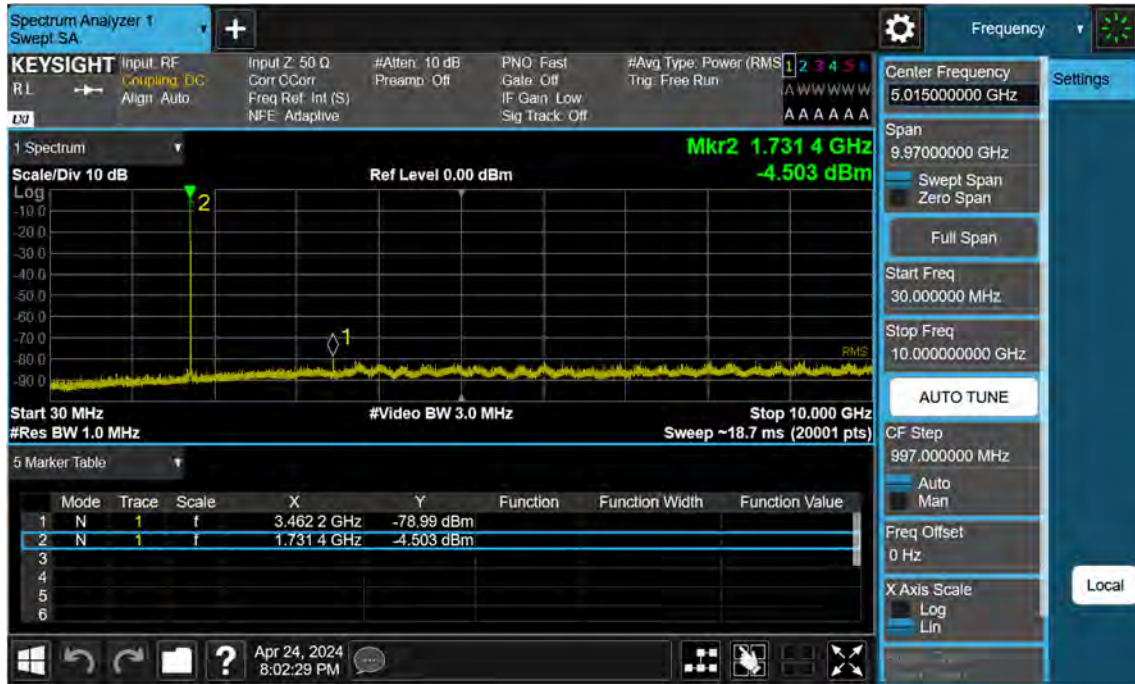 Spectrum Analyzer 1
Swept SA
+
Frequency
KEYSIGHT
RL
LXI
Input: RF
Coupling: DC
Align: Auto
Input Z: 50 Ω
Corr CCorr
Freq Ref: Int (S)
NFE: Adaptive
#Atten: 10 dB
Preamp: Off
PNO: Fast
Gate: Off
IF Gain: Low
Sig Track: Off
#Avg Type: Power (RMS
Trig: Free Run
1 2 3 4 5 6
A W W W W W
A A A A A A
1 Spectrum
Scale/Div 10 dB
Ref Level 0.00 dBm
Mkr2 1.731 4 GHz
-4.503 dBm
Log
-10.0
-20.0
-30.0
-40.0
-50.0
-60.0
-70.0
-80.0
-90.0
2
1
RMS
Start 30 MHz
#Video BW 3.0 MHz
Stop 10.000 GHz
#Res BW 1.0 MHz
Sweep ~18.7 ms (20001 pts)
5 Marker Table
Mode Trace Scale X Y Function Function Width Function Value
1 N 1 f 3.462 2 GHz -78.99 dBm
2 N 1 f 1.731 4 GHz -4.503 dBm
3
4
5
6
Center Frequency
5.015000000 GHz
Span
9.97000000 GHz
Swept Span
Zero Span
Full Span
Start Freq
30.000000 MHz
Stop Freq
10.000000000 GHz
AUTO TUNE
CF Step
997.000000 MHz
Auto
Man
Freq Offset
0 Hz
X Axis Scale
Log
Lin
Settings
Local
?
Apr 24, 2024
8:02:29 PM